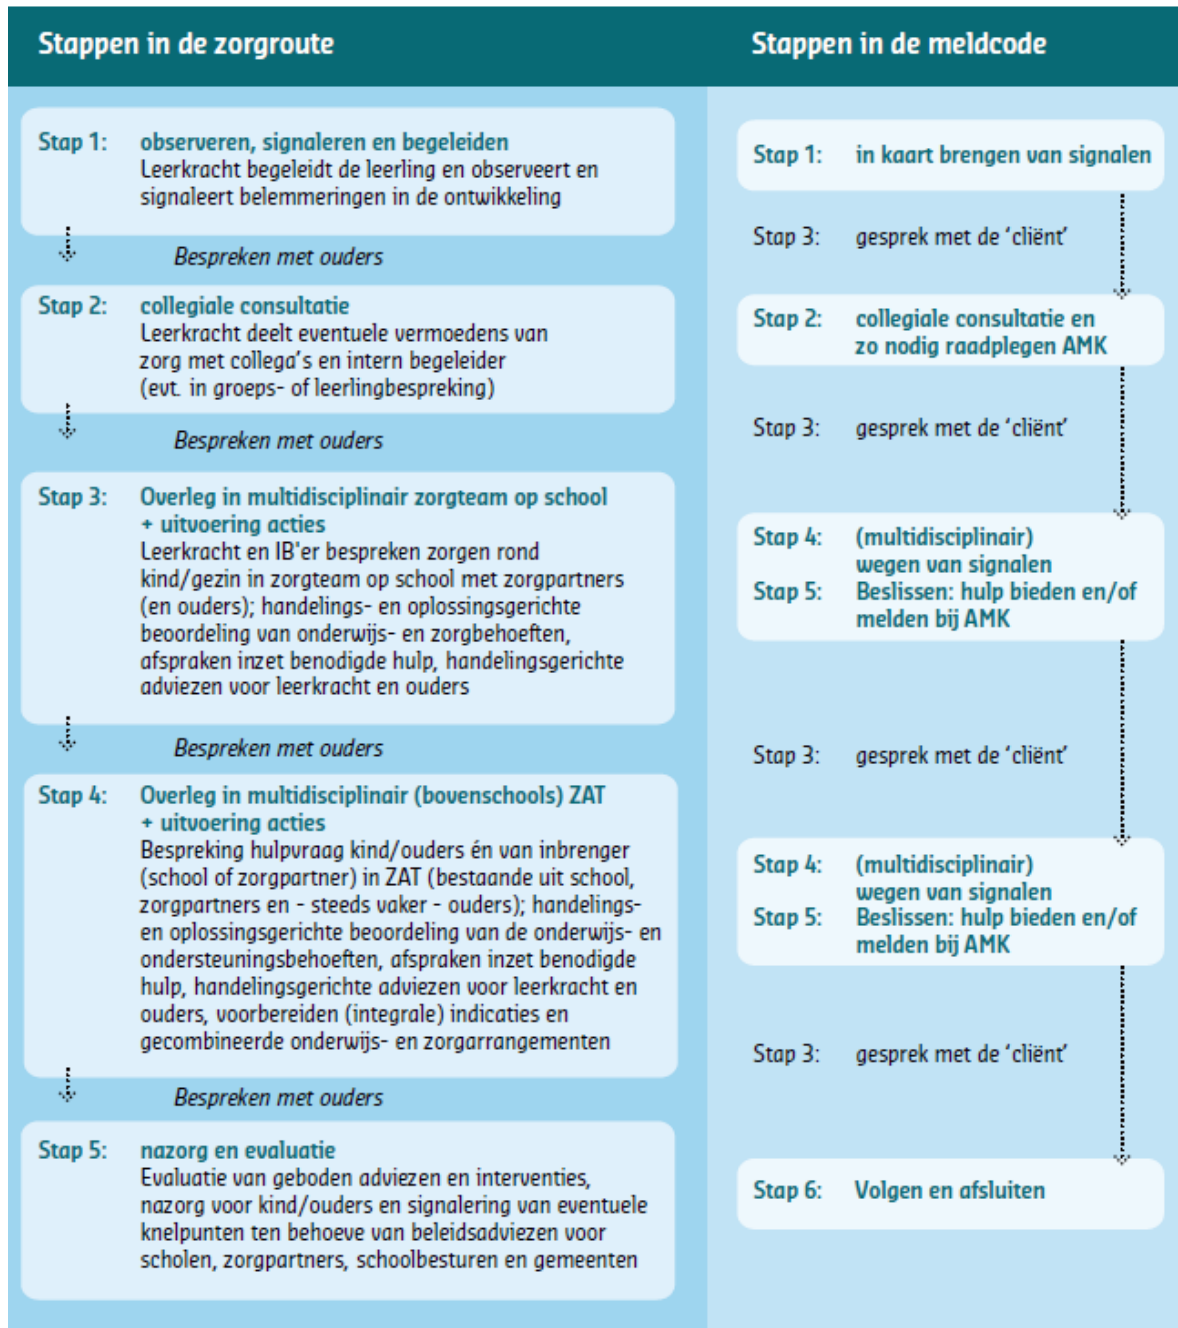 Stappen in de zorgroute
Stap 1: observeren, signaleren en begeleiden
Leerkracht begeleidt de leerling en observeert en
signaleert belemmeringen in de ontwikkeling
Bespreken met ouders
Stap 2: collegiale consultatie
Leerkracht deelt eventuele vermoedens van
zorg met collega's en intern begeleider
(evt. in groeps- of leerlingbespreking)
Bespreken met ouders
Stap 3: Overleg in multidisciplinair zorgteam op school
+ uitvoering acties
Leerkracht en IB'er bespreken zorgen rond
kind/gezin in zorgteam op school met zorgpartners
(en ouders); handelings- en oplossingsgerichte
beoordeling van onderwijs- en zorgbehoeften,
afspraken inzet benodigde hulp, handelingsgerichte
adviezen voor leerkracht en ouders
Bespreken met ouders
Stap 4: Overleg in multidisciplinair (bovenschools) ZAT
+ uitvoering acties
Bespreking hulpvraag kind/ouders én van inbrenger
(school of zorgpartner) in ZAT (bestaande uit school,
zorgpartners en - steeds vaker - ouders); handelings-
en oplossingsgerichte beoordeling van de onderwijs- en
ondersteuningsbehoeften, afspraken inzet benodigde
hulp, handelingsgerichte adviezen voor leerkracht en
ouders, voorbereiden (integrale) indicaties en
gecombineerde onderwijs- en zorgarrangementen
Bespreken met ouders
Stap 5: nazorg en evaluatie
Evaluatie van geboden adviezen en interventies,
nazorg voor kind/ouders en signalering van eventuele
knelpunten ten behoeve van beleidsadviezen voor
scholen, zorgpartners, schoolbesturen en gemeenten
Stappen in de meldcode
Stap 1: in kaart brengen van signalen
Stap 3: gesprek met de ‘cliënt’
Stap 2: collegiale consultatie en
zo nodig raadplegen AMK
Stap 3: gesprek met de ‘cliënt’
Stap 4: (multidisciplinair)
wegen van signalen
Stap 5: Beslissen: hulp bieden en/of
melden bij AMK
Stap 3: gesprek met de ‘cliënt’
Stap 4: (multidisciplinair)
wegen van signalen
Stap 5: Beslissen: hulp bieden en/of
melden bij AMK
Stap 3: gesprek met de ‘cliënt’
Stap 6: Volgen en afsluiten